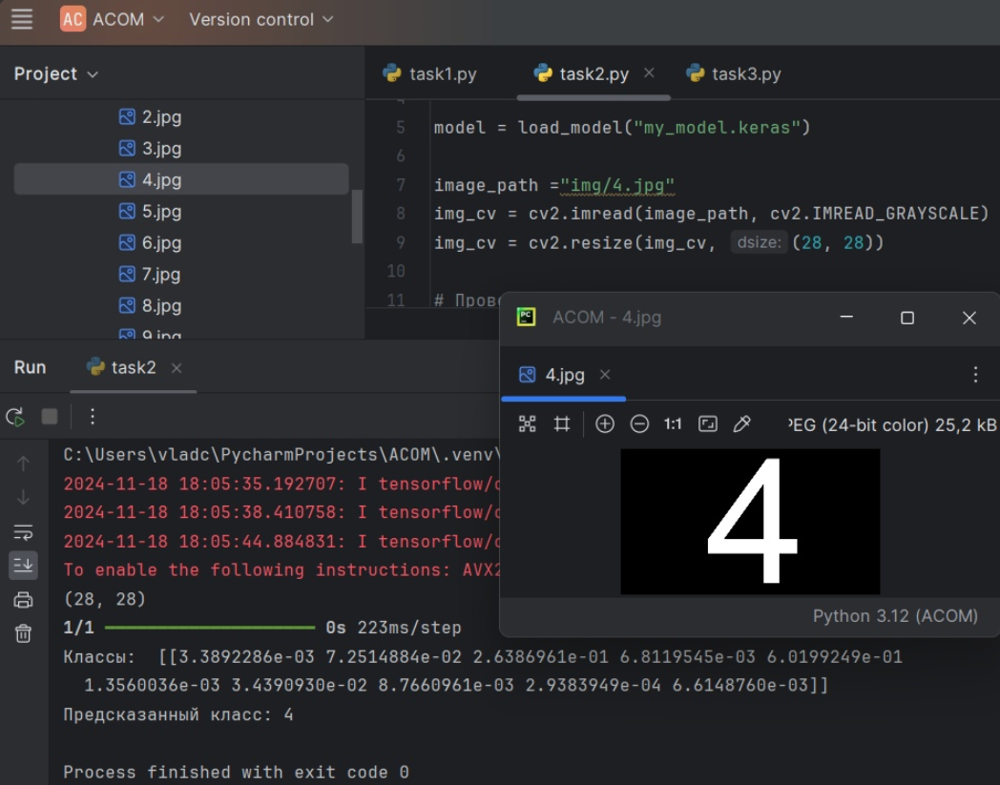 AC ACOM Version control
Project
task1.py task2.py task3.py
2.jpg
3.jpg
4.jpg
5.jpg
6.jpg
7.jpg
8.jpg
9.jpg
5 model = load_model("my_model.keras")
6
7 image_path ="img/4.jpg"
8 img_cv = cv2.imread(image_path, cv2.IMREAD_GRAYSCALE)
9 img_cv = cv2.resize(img_cv, dsize: (28, 28))
10
11 #
PC ACOM - 4.jpg
4.jpg
1:1 PEG (24-bit color) 25,2 kB
4
Python 3.12 (ACOM)
Run task2
C:\Users\vladc\PycharmProjects\ACOM\.venv\
2024-11-18 18:05:35.192707: I tensorflow/
2024-11-18 18:05:38.410758: I tensorflow/
2024-11-18 18:05:44.884831: I tensorflow/
To enable the following instructions: AVX2
(28, 28)
1/1 0s 223ms/step
Классы: [[3.3892286e-03 7.2514884e-02 2.6386961e-01 6.8119545e-03 6.0199249e-01
1.3560036e-03 3.4390930e-02 8.7660961e-03 2.9383949e-04 6.6148760e-03]]
Предсказанный класс: 4
Process finished with exit code 0